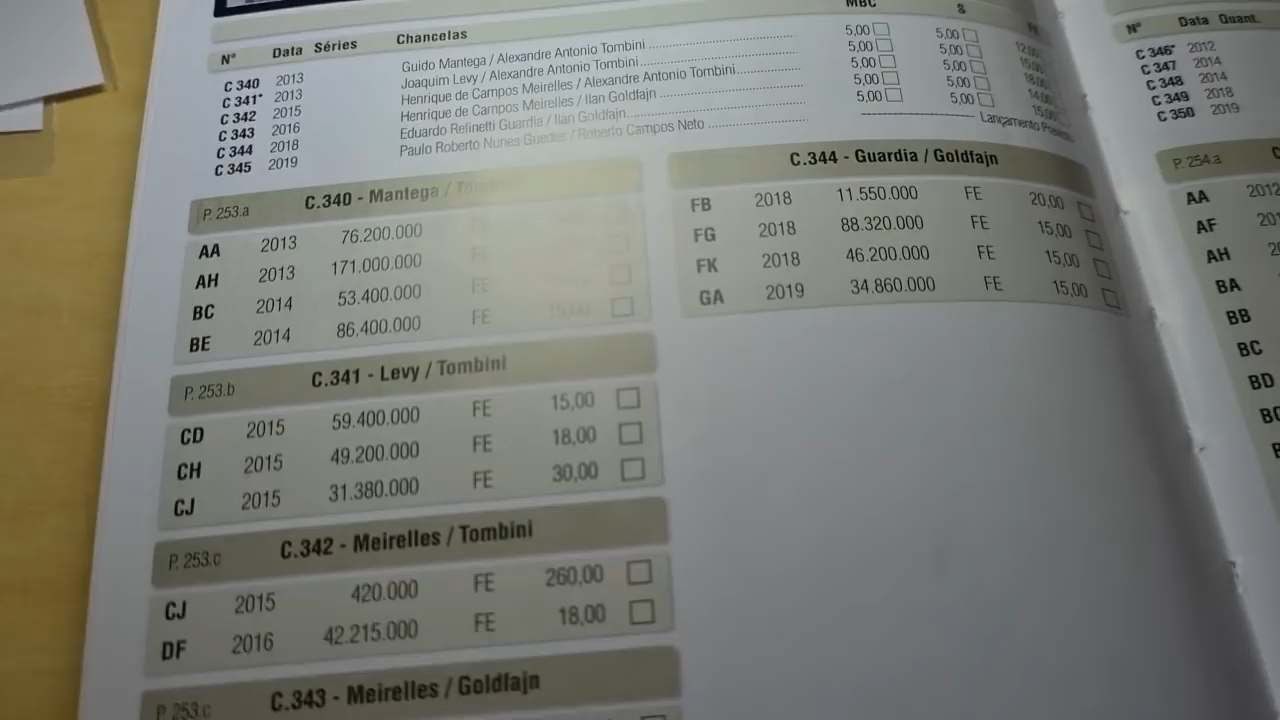 Nº Data Séries Chancelas MBC S
C 340 2013 Guido Mantega / Alexandre Antonio Tombini 5,00 5,00
C 341* 2013 Joaquim Levy / Alexandre Antonio Tombini 5,00 5,00
C 342 2015 Henrique de Campos Meirelles / Alexandre Antonio Tombini 5,00 5,00
C 343 2016 Henrique de Campos Meirelles / Ilan Goldfajn 5,00 5,00
C 344 2018 Eduardo Relinetti Guardia / Ilan Goldfajn 5,00 5,00
C 345 2019 Paulo Roberto Nunes Guedes / Roberto Campos Neto Lançamento
P. 253.a C.340 - Mantega /
AA 2013 76.200.000
AH 2013 171.000.000 FE
BC 2014 53.400.000 FE
BE 2014 86.400.000 FE 15,00
P. 253.b C.341 - Levy / Tombini
CD 2015 59.400.000 FE 15,00
CH 2015 49.200.000 FE 18,00
CJ 2015 31.380.000 FE 30,00
P. 253.c C.342 - Meirelles / Tombini
CJ 2015 420.000 FE 260,00
DF 2016 42.215.000 FE 18,00
P. 253.c C.343 - Meirelles / Goldfajn
C.344 - Guardia / Goldfajn
FB 2018 11.550.000 FE 20,00
FG 2018 88.320.000 FE 15,00
FK 2018 46.200.000 FE 15,00
GA 2019 34.860.000 FE 15,00
Nº Data Quant.
C 346* 2012
C 347 2014
C 348 2014
C 349 2018
C 350 2019
P. 254.a
AA 2012
AF
AH
BA
BB
BC
BD